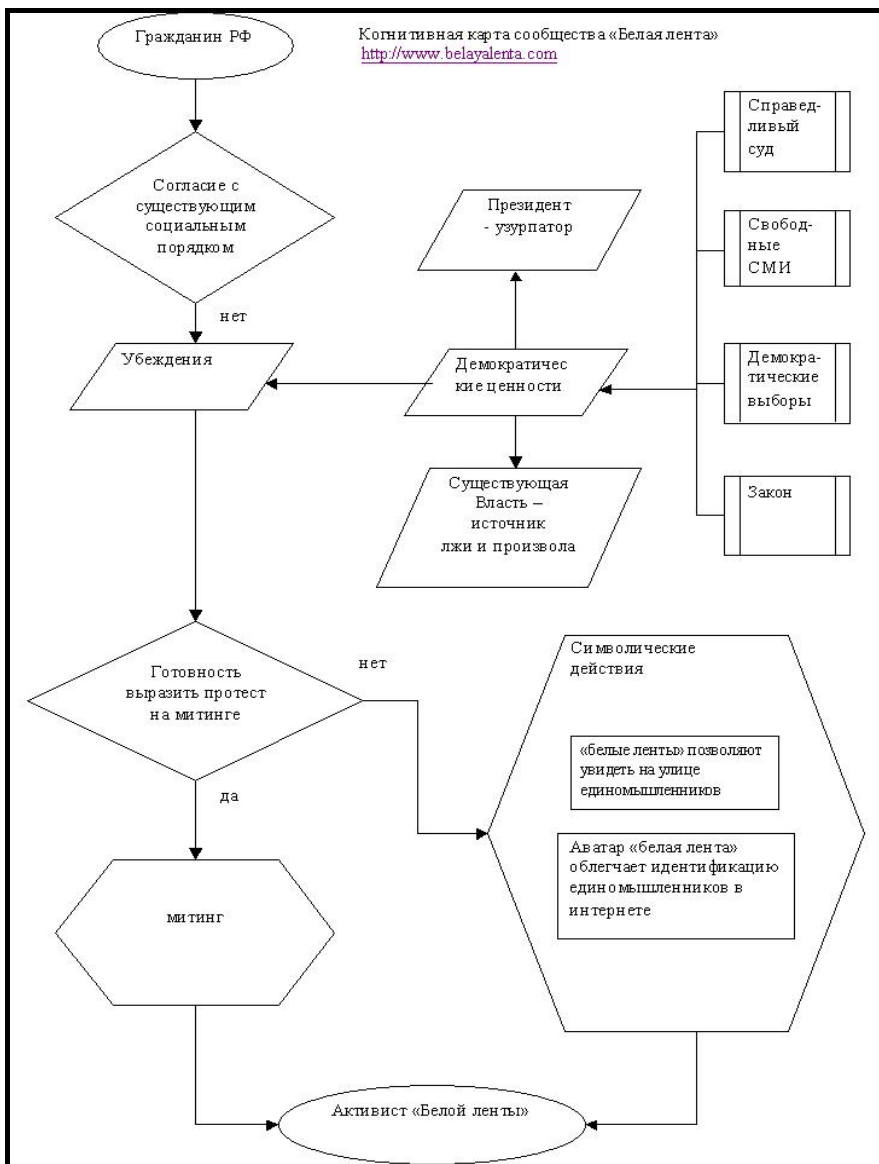 Гражданин РФ
Когнитивная карта сообщества «Белая лента»
http://www.belayalenta.com
Справед-
ливый
суд
Согласие с
существующим
социальным
порядком
Президент
- узурпатор
Свобод-
ные
СМИ
нет
Убеждения
Демократичес
кие ценности
Демокра-
тические
выборы
Существующая
Власть –
источник
лжи и произвола
Закон
Готовность
выразить протест
на митинге
нет
Символические
действия
«белые ленты» позволяют
увидеть на улице
единомышленников
да
Аватар «белая лента»
облегчает идентификацию
единомышленников в
интернете
митинг
Активист «Белой ленты»